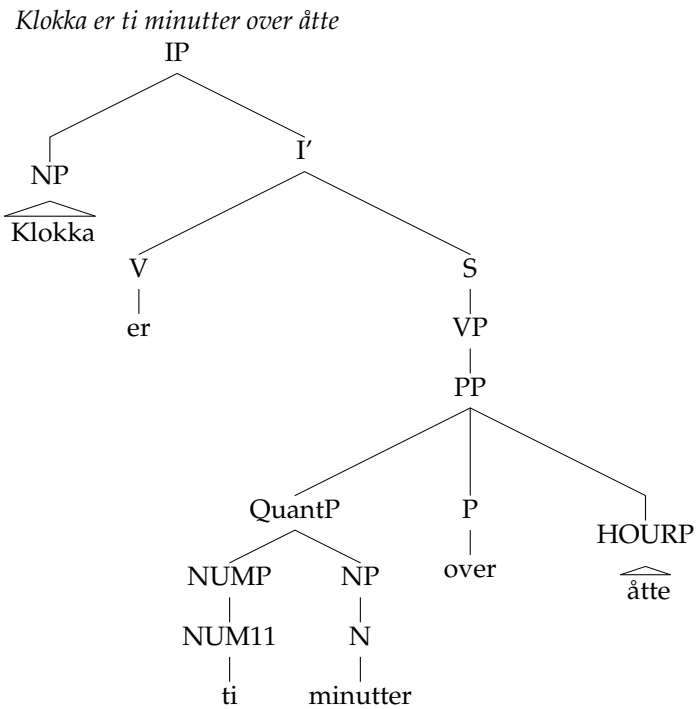 Klokka er ti minutter over åtte
IP
I′
NP
Klokka
V
S
er
VP
PP
QuantP
P
HOURP
NUMP
NP
over
åtte
NUM11
N
ti
minutter